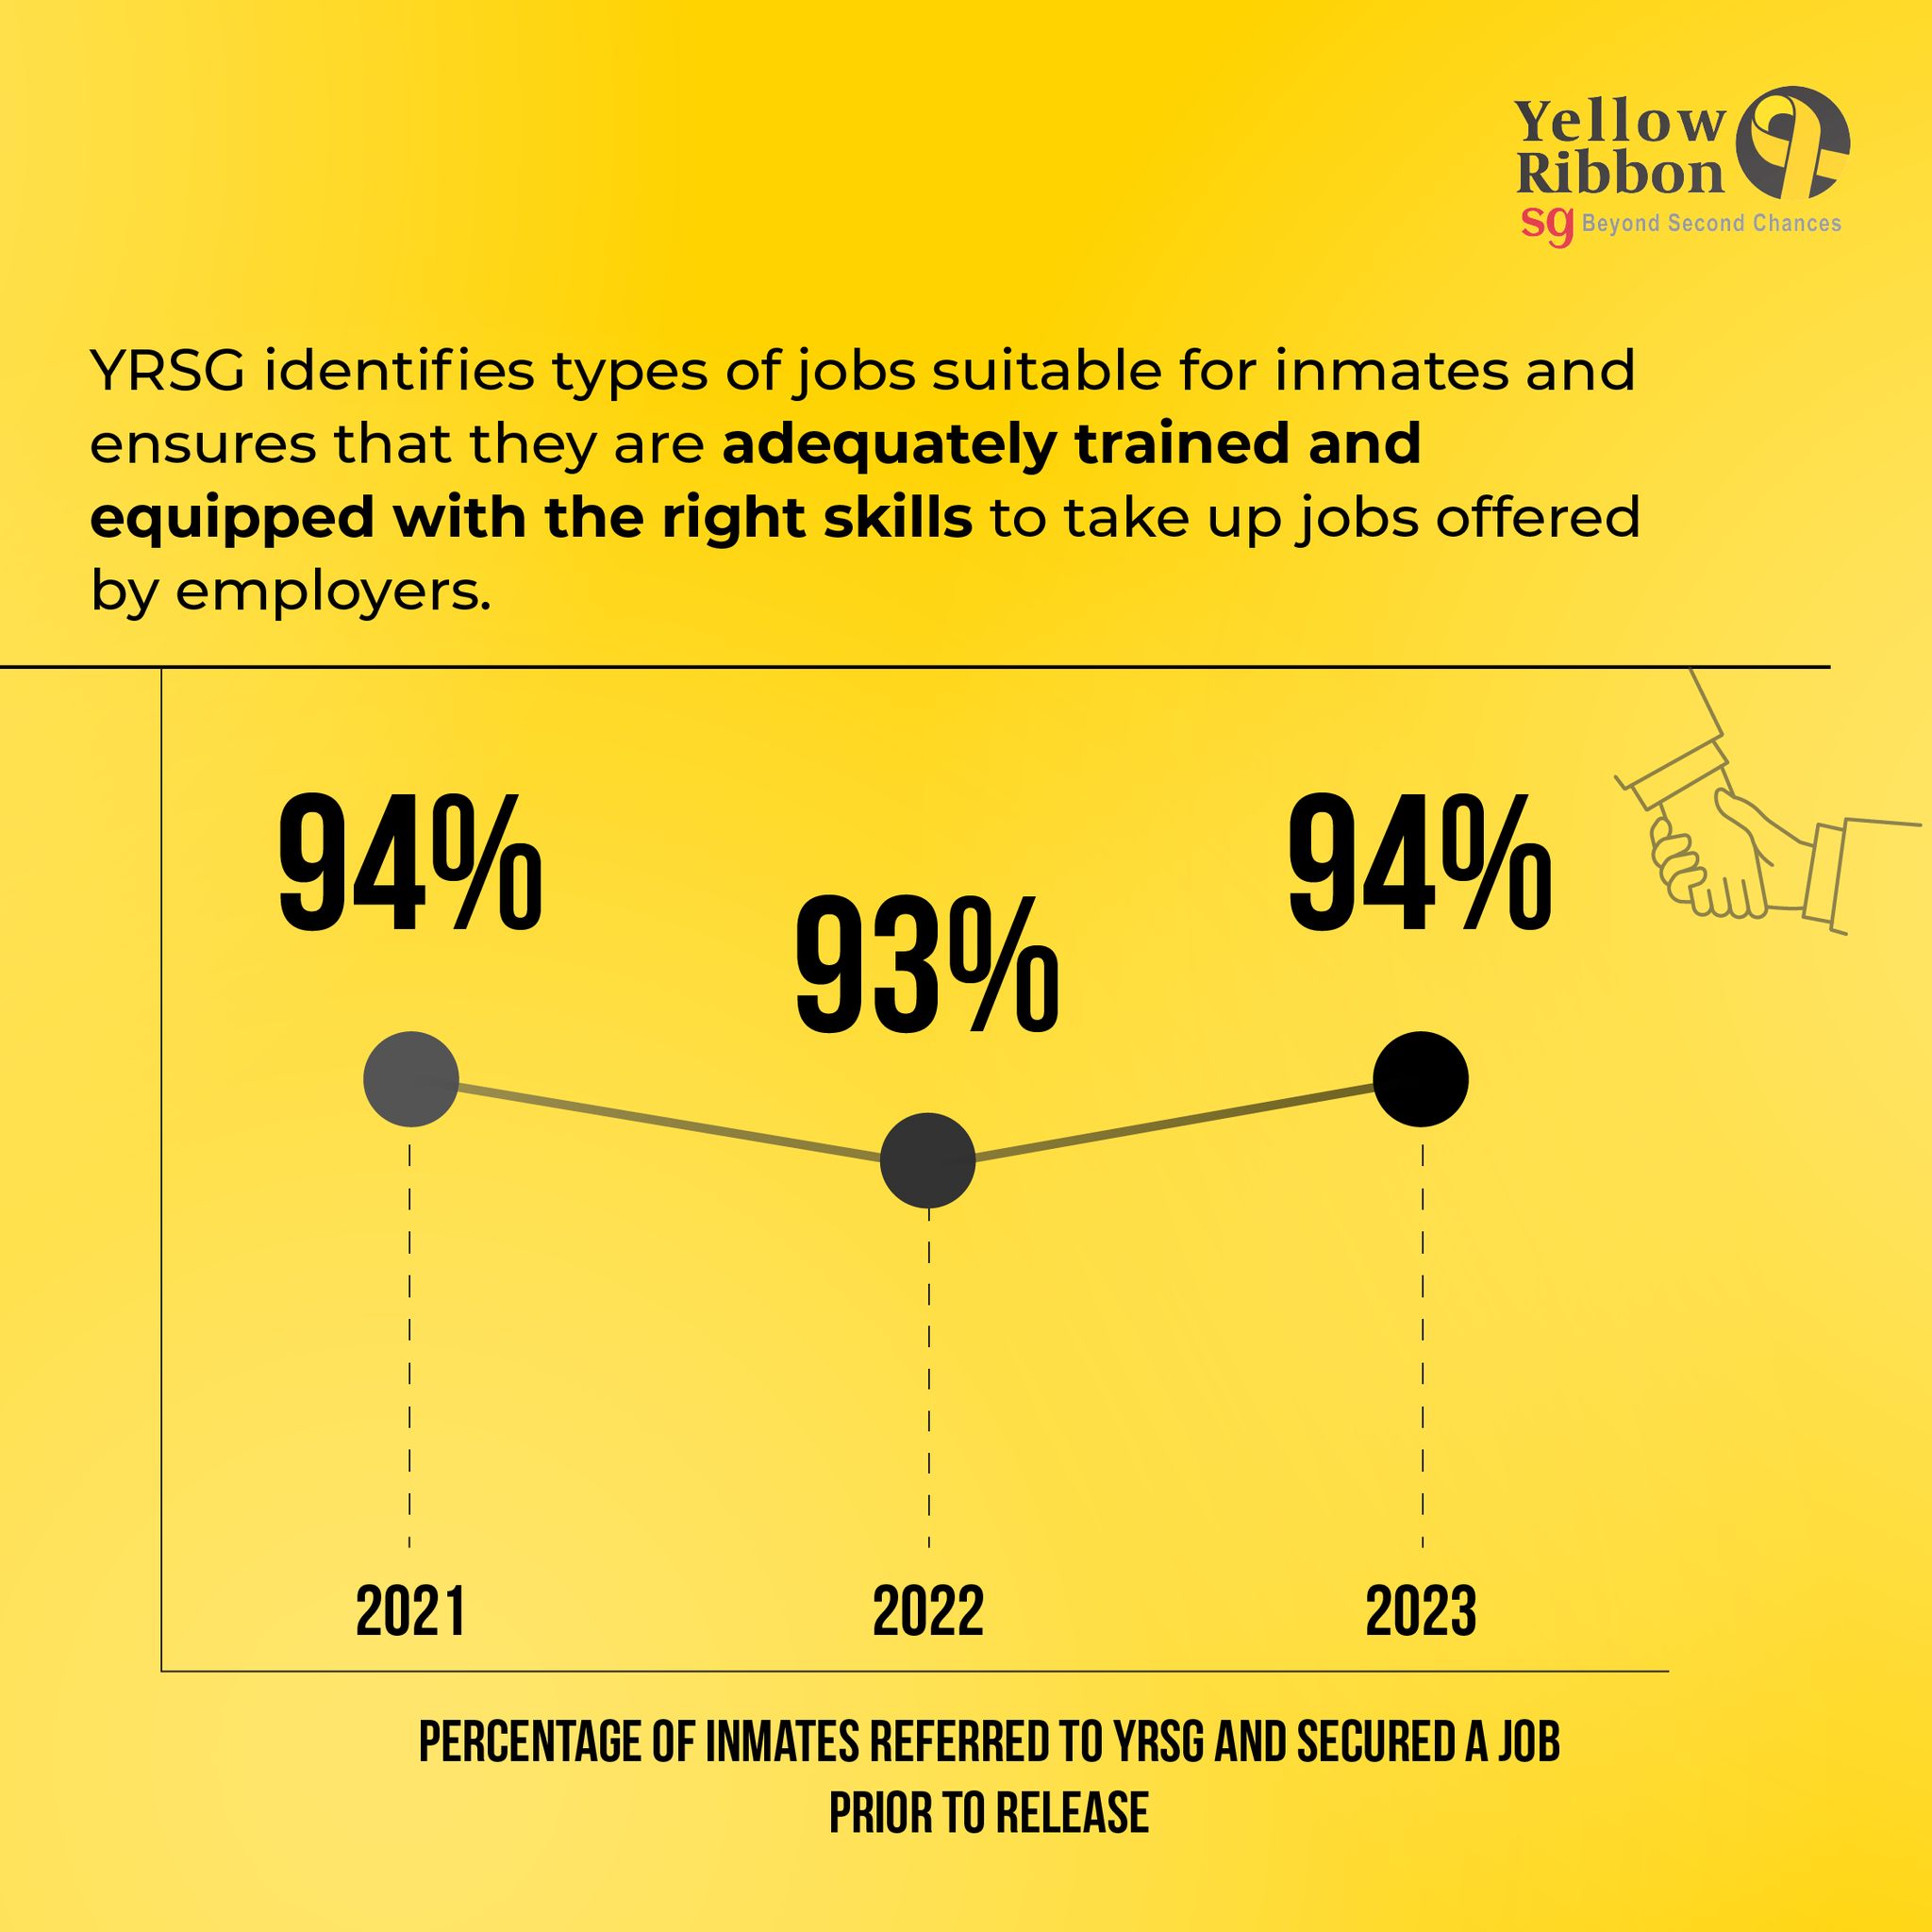 Yellow
Ribbon
sg Beyond Second Chances
YRSG identifies types of jobs suitable for inmates and
ensures that they are adequately trained and
equipped with the right skills to take up jobs offered
by employers.
94%
93%
94%
2021
2022
2023
PERCENTAGE OF INMATES REFERRED TO YRSG AND SECURED A JOB
PRIOR TO RELEASE